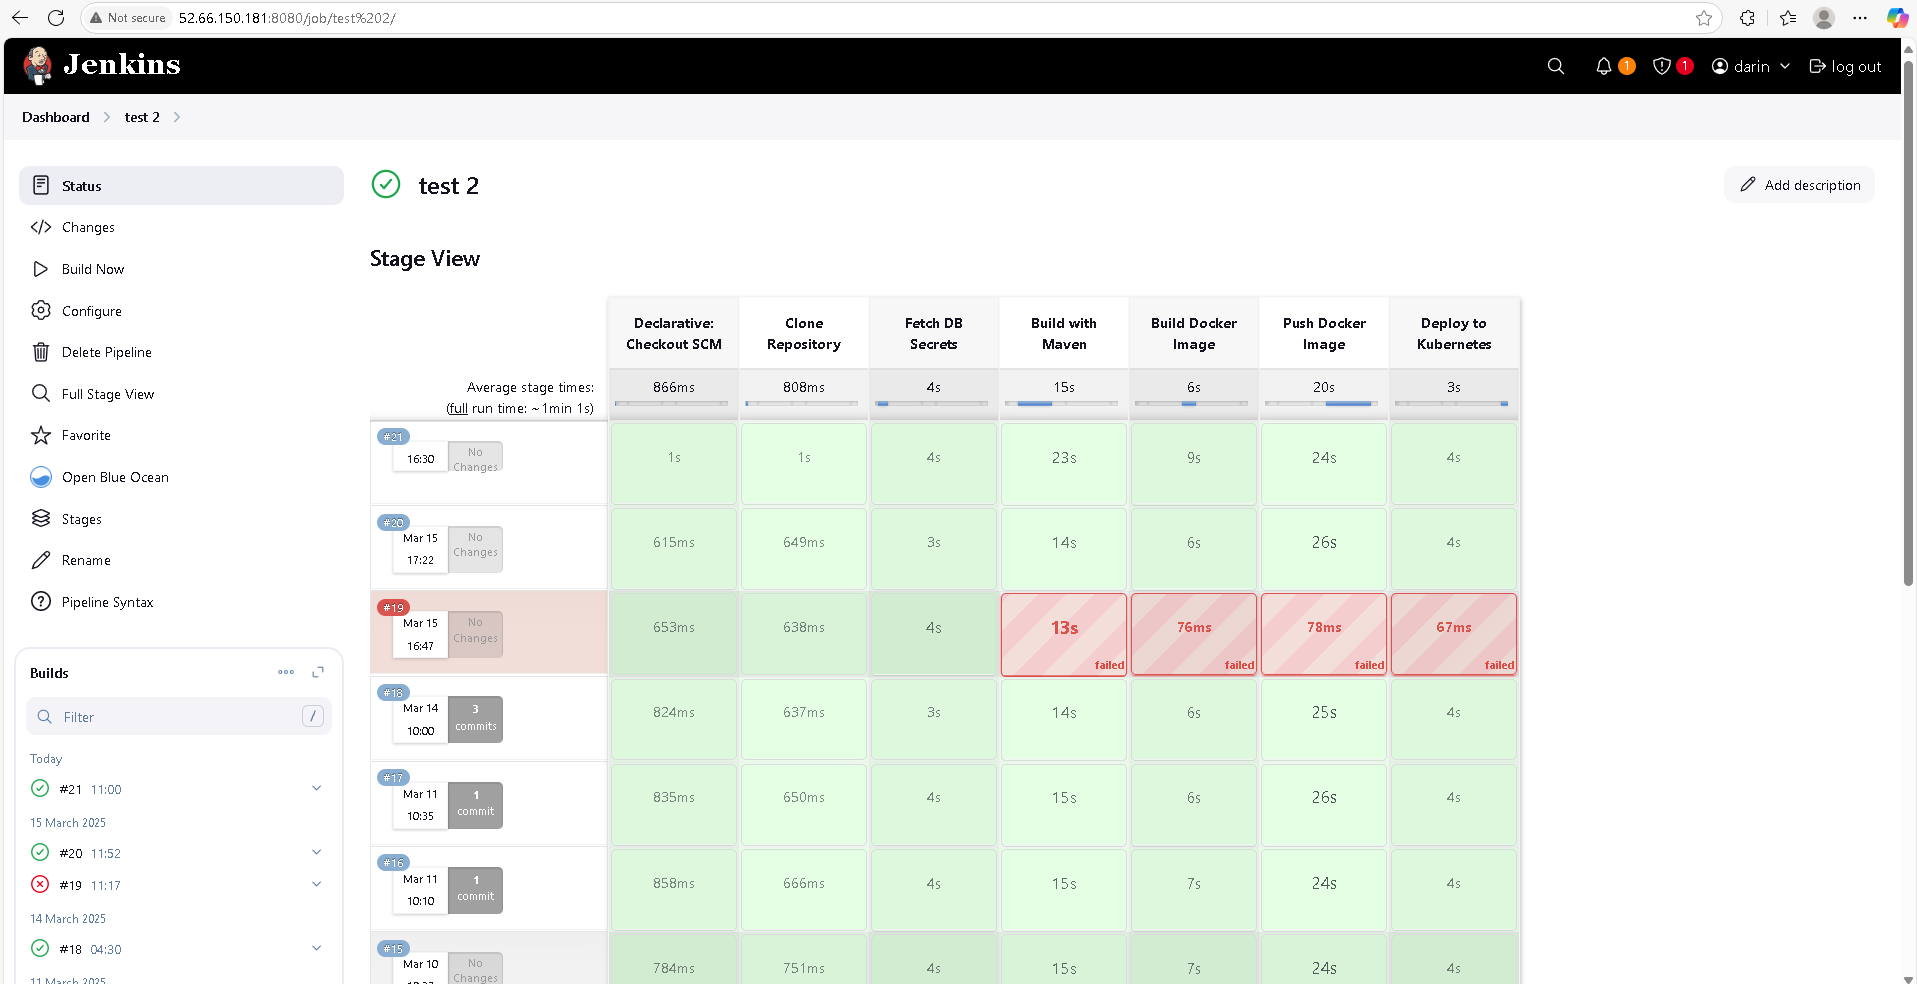 Not secure
52.66.150.181:8080/job/test%202/
Jenkins
1
1
darin
log out
Dashboard
test 2
Status
Changes
Build Now
Configure
Delete Pipeline
Full Stage View
Favorite
Open Blue Ocean
Stages
Rename
Pipeline Syntax
Builds
Filter
/
Today
#21 11:00
15 March 2025
#20 11:52
#19 11:17
14 March 2025
#18 04:30
11 March 2025
test 2
Add description
Stage View
Declarative: Checkout SCM
Clone Repository
Fetch DB Secrets
Build with Maven
Build Docker Image
Push Docker Image
Deploy to Kubernetes
Average stage times:
(full run time: ~1min 1s)
866ms 808ms 4s 15s 6s 20s 3s
#21
16:30
No Changes
1s 1s 4s 23s 9s 24s 4s
#20
Mar 15
17:22
No Changes
615ms 649ms 3s 14s 6s 26s 4s
#19
Mar 15
16:47
No Changes
653ms 638ms 4s 13s 76ms 78ms 67ms
failed failed failed failed
#18
Mar 14
10:00
3 commits
824ms 637ms 3s 14s 6s 25s 4s
#17
Mar 11
10:35
1 commit
835ms 650ms 4s 15s 6s 26s 4s
#16
Mar 11
10:10
1 commit
858ms 666ms 4s 15s 7s 24s 4s
#15
Mar 10
No Changes
784ms 751ms 4s 15s 7s 24s 4s